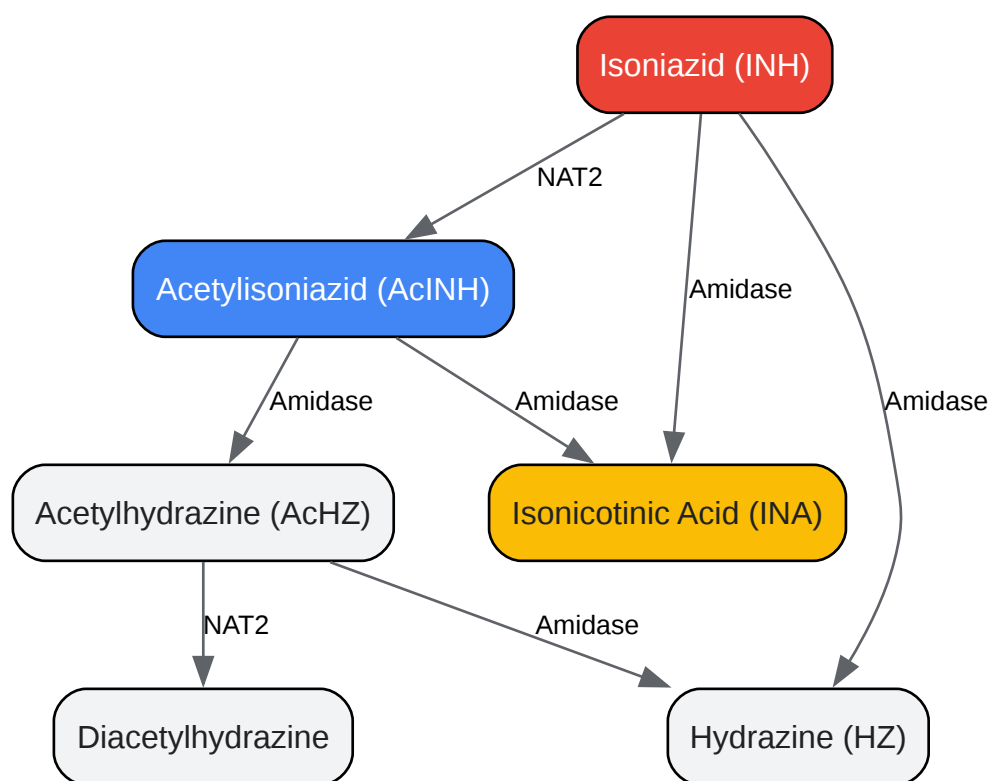 Isoniazid (INH)
NAT2
Acetylisoniazid (AcINH)
Amidase
Amidase
Amidase
Amidase
Acetylhydrazine (AcHZ)
Isonicotinic Acid (INA)
NAT2
Amidase
Diacetylhydrazine
Hydrazine (HZ)